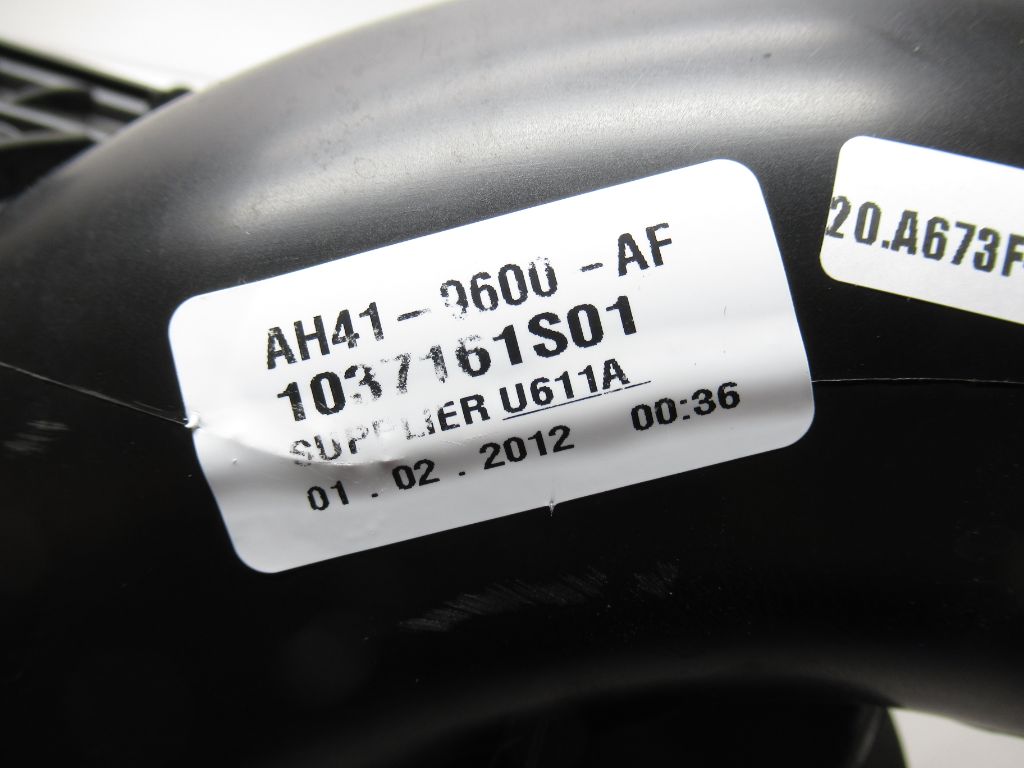 AH41-9600-AF
1037161S01
SUPPLIER U611A
01.02.2012 00:36
20.A673F